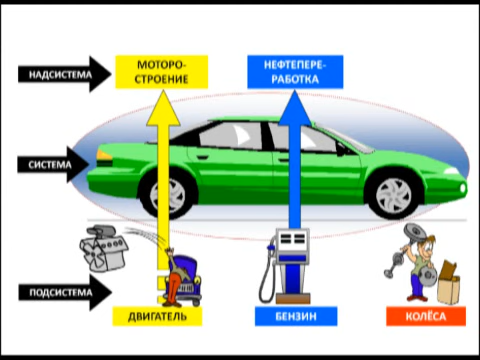 НАДСИСТЕМА
МОТОРО-
СТРОЕНИЕ
НЕФТЕПЕРЕ-
РАБОТКА
СИСТЕМА
ПОДСИСТЕМА
ДВИГАТЕЛЬ
БЕНЗИН
КОЛЁСА